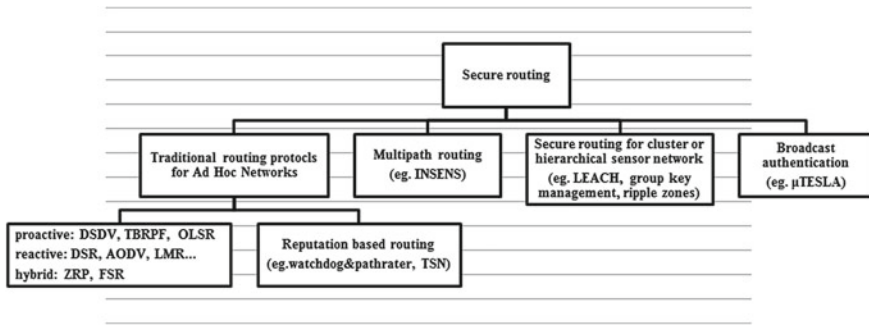 Secure routing
Traditional routing protocls
for Ad Hoc Networks
Multipath routing
(eg. INSENS)
Secure routing for cluster or
hierarchical sensor network
(eg. LEACH, group key
management, ripple zones)
Broadcast
authentication
(eg. μTESLA)
proactive: DSDV, TBRPF, OLSR
reactive: DSR, AODV, LMR...
hybrid: ZRP, FSR
Reputation based routing
(eg.watchdog&pathrater, TSN)